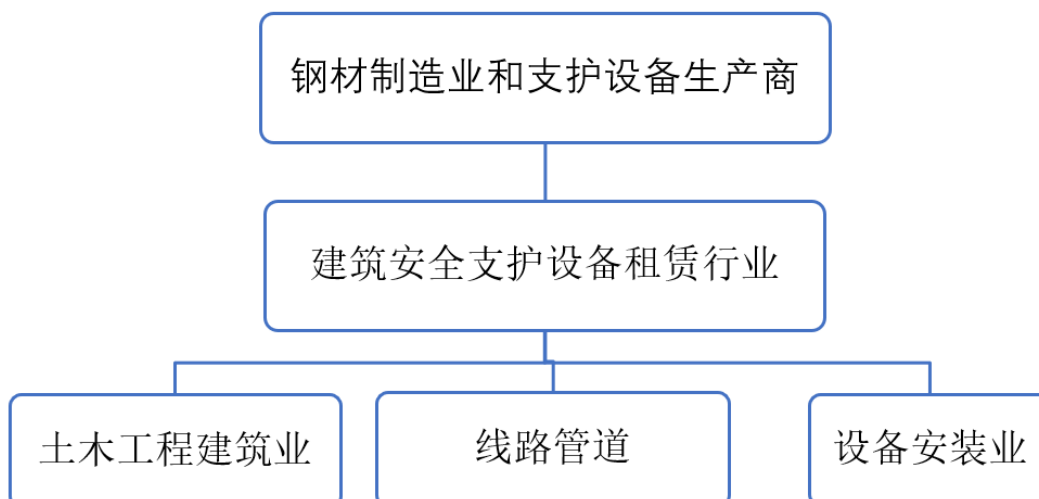 钢材制造业和支护设备生产商
建筑安全支护设备租赁行业
土木工程建筑业
线路管道
设备安装业